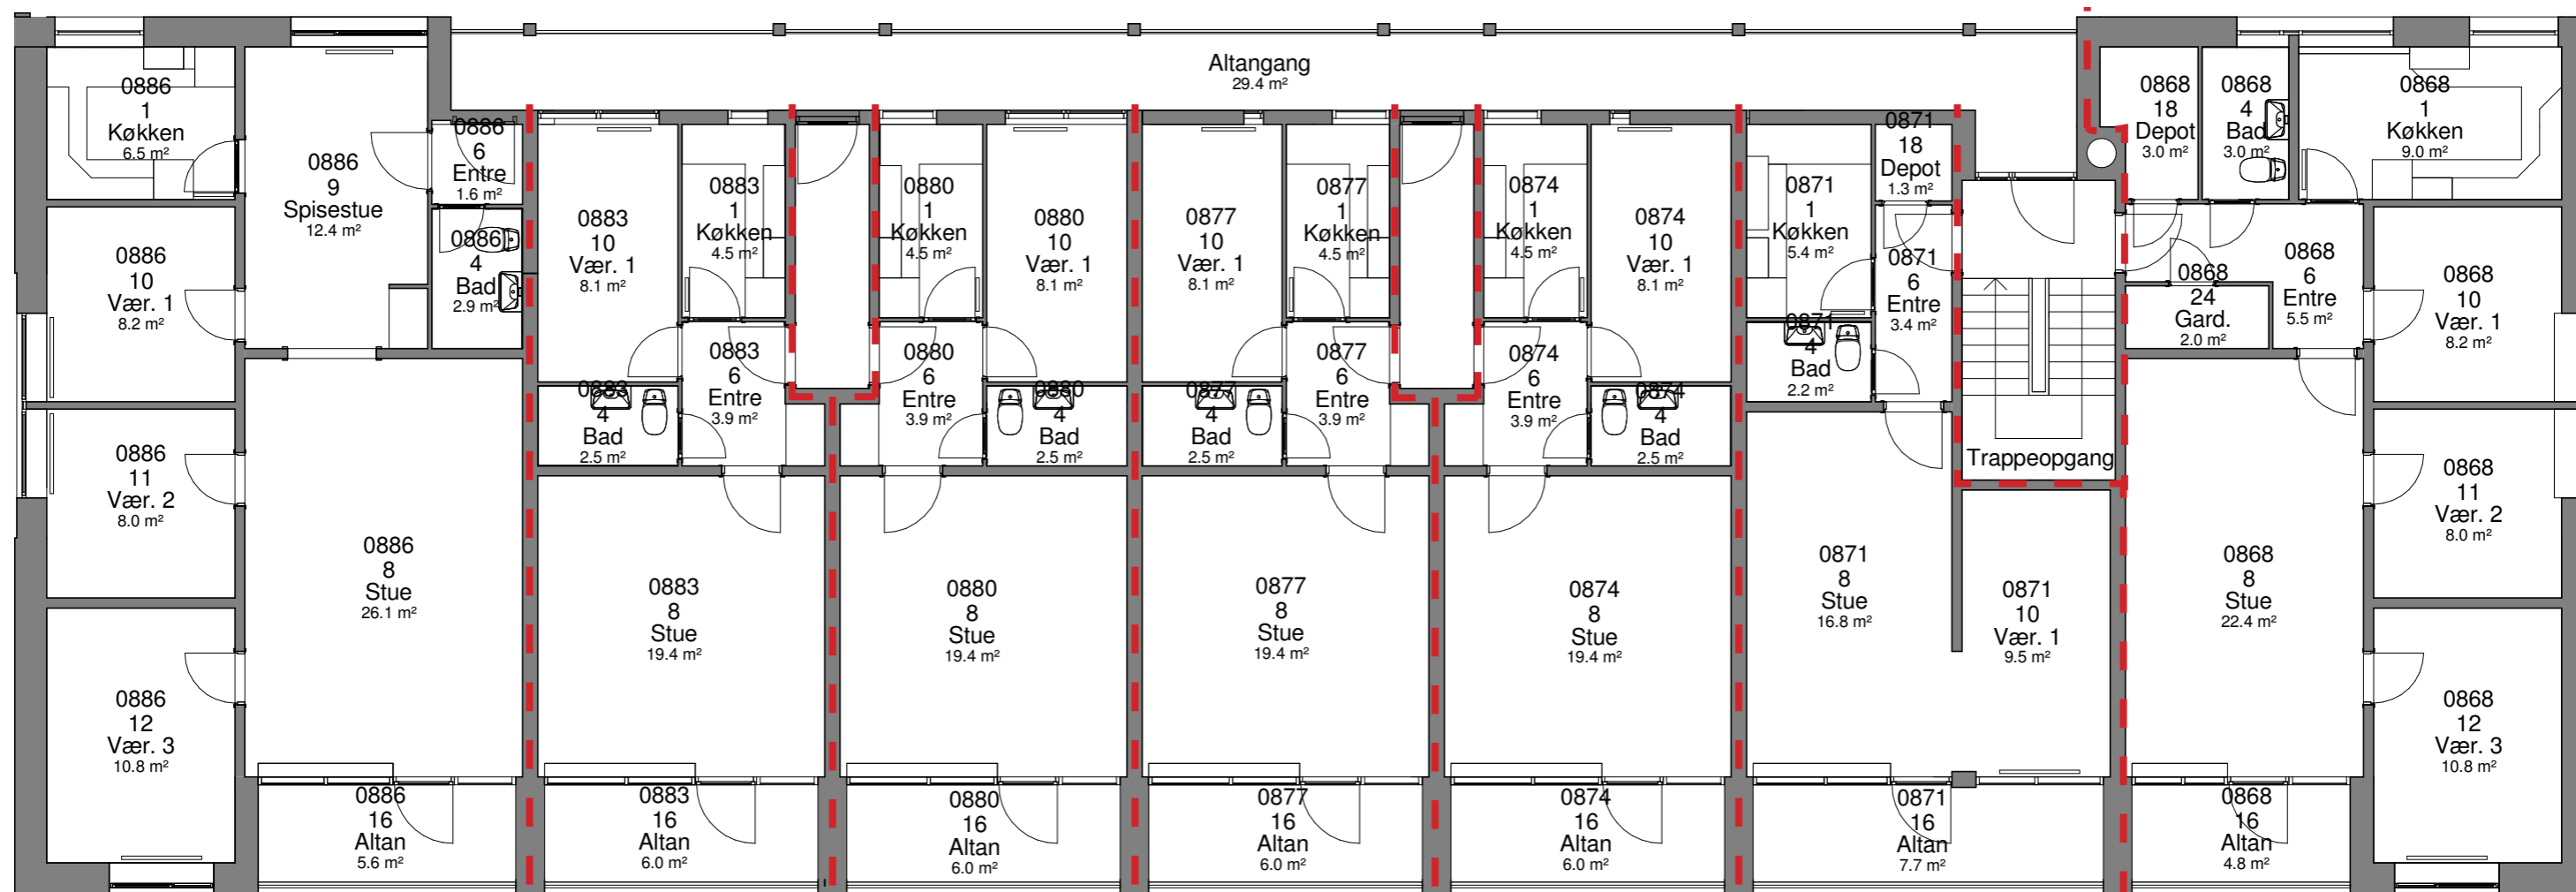 Altangang
29.4 m²
0886
1
Køkken
6.5 m²
0886
9
Spisestue
12.4 m²
0886
6
Entre
1.6 m²
0886
4
Bad
2.9 m²
0886
10
Vær. 1
8.2 m²
0886
11
Vær. 2
8.0 m²
0886
12
Vær. 3
10.8 m²
0886
8
Stue
26.1 m²
0886
16
Altan
5.6 m²
0883
10
Vær. 1
8.1 m²
0883
1
Køkken
4.5 m²
0883
6
Entre
3.9 m²
0883
4
Bad
2.5 m²
0883
8
Stue
19.4 m²
0883
16
Altan
6.0 m²
0880
1
Køkken
4.5 m²
0880
10
Vær. 1
8.1 m²
0880
6
Entre
3.9 m²
0880
4
Bad
2.5 m²
0880
8
Stue
19.4 m²
0880
16
Altan
6.0 m²
0877
10
Vær. 1
8.1 m²
0877
1
Køkken
4.5 m²
0877
6
Entre
3.9 m²
0877
4
Bad
2.5 m²
0877
8
Stue
19.4 m²
0877
16
Altan
6.0 m²
0874
1
Køkken
4.5 m²
0874
10
Vær. 1
8.1 m²
0874
6
Entre
3.9 m²
0874
4
Bad
2.5 m²
0874
8
Stue
19.4 m²
0874
16
Altan
6.0 m²
0871
18
Depot
1.3 m²
0871
1
Køkken
5.4 m²
0871
6
Entre
3.4 m²
0871
4
Bad
2.2 m²
0871
8
Stue
16.8 m²
0871
10
Vær. 1
9.5 m²
0871
16
Altan
7.7 m²
Trappeopgang
0868
18
Depot
3.0 m²
0868
4
Bad
3.0 m²
0868
1
Køkken
9.0 m²
0868
24
Gard.
2.0 m²
0868
6
Entre
5.5 m²
0868
10
Vær. 1
8.2 m²
0868
11
Vær. 2
8.0 m²
0868
8
Stue
22.4 m²
0868
12
Vær. 3
10.8 m²
0868
16
Altan
4.8 m²